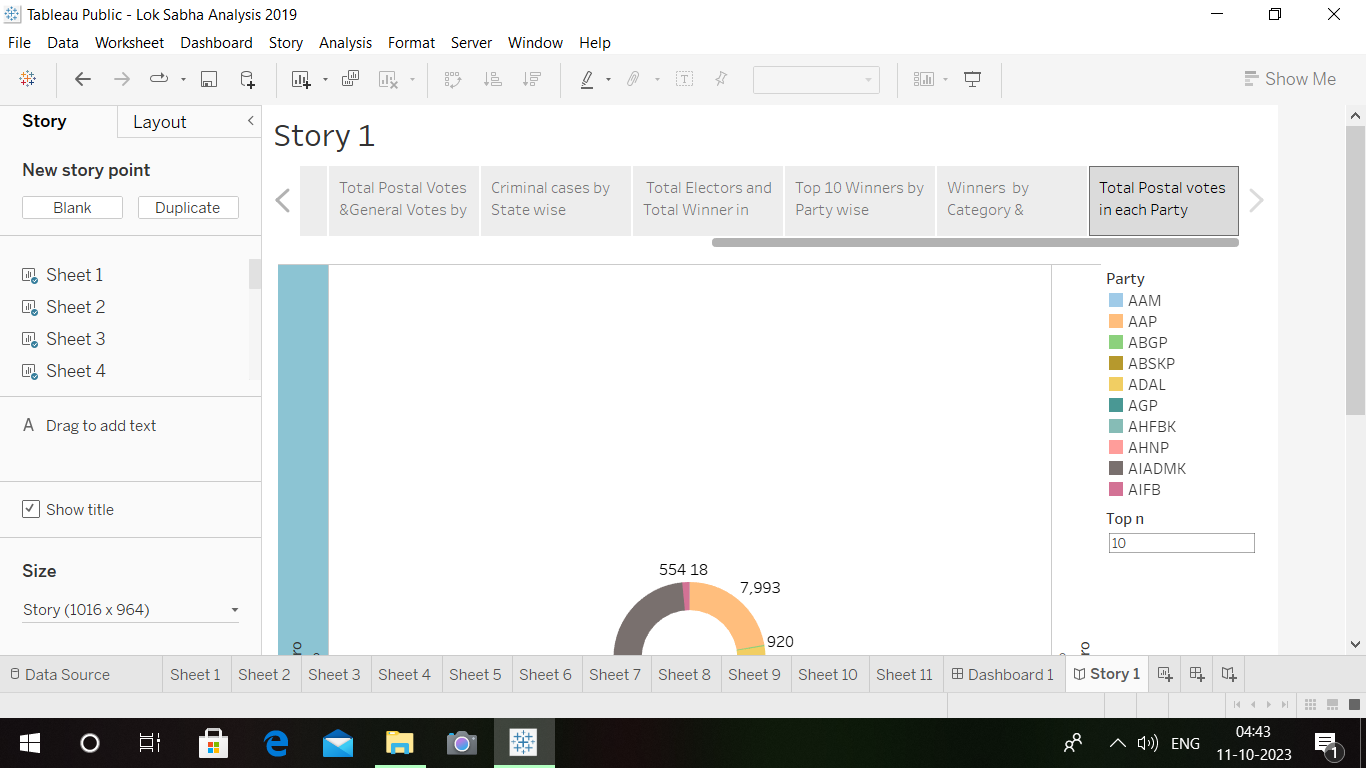 Tableau Public - Lok Sabha Analysis 2019
File Data Worksheet Dashboard Story Analysis Format Server Window Help
Show Me
Story Layout
New story point
Blank Duplicate
Sheet 1
Sheet 2
Sheet 3
Sheet 4
A Drag to add text
Show title
Size
Story (1016 x 964)
Story 1
Total Postal Votes
&General Votes by
Criminal cases by
State wise
Total Electors and
Total Winner in
Top 10 Winners by
Party wise
Winners by
Category &
Total Postal votes
in each Party
554 18
7,993
920
ro
ro
Party
AAM
AAP
ABGP
ABSKP
ADAL
AGP
AHFBK
AHNP
AIADMK
AIFB
Top n
10
Data Source Sheet 1 Sheet 2 Sheet 3 Sheet 4 Sheet 5 Sheet 6 Sheet 7 Sheet 8 Sheet 9 Sheet 10 Sheet 11 Dashboard 1 Story 1
ENG
04:43
11-10-2023
1